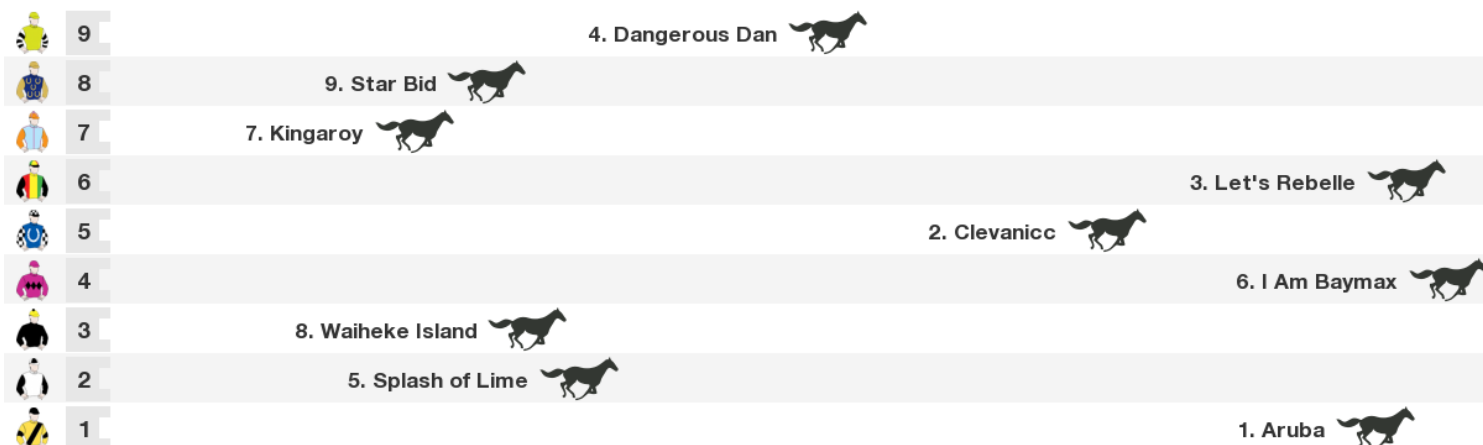 9 4. Dangerous Dan
8 9. Star Bid
7 7. Kingaroy
6 3. Let's Rebelle
5 2. Clevanicc
4 6. I Am Baymax
3 8. Waiheke Island
2 5. Splash of Lime
1 1. Aruba